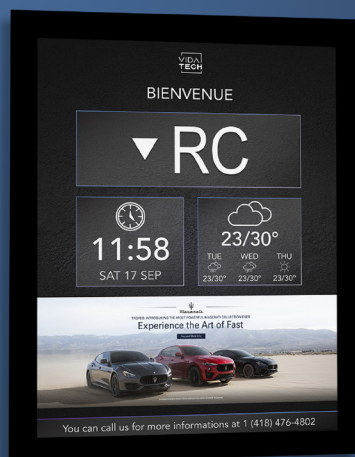 VIDA
TECH
BIENVENUE
RC
11:58
SAT 17 SEP
23/30°
TUE WED THU
23/30° 23/30° 23/30°
Maserati
Experience the Art of Fast
You can call us for more informations at 1 (418) 476-4802